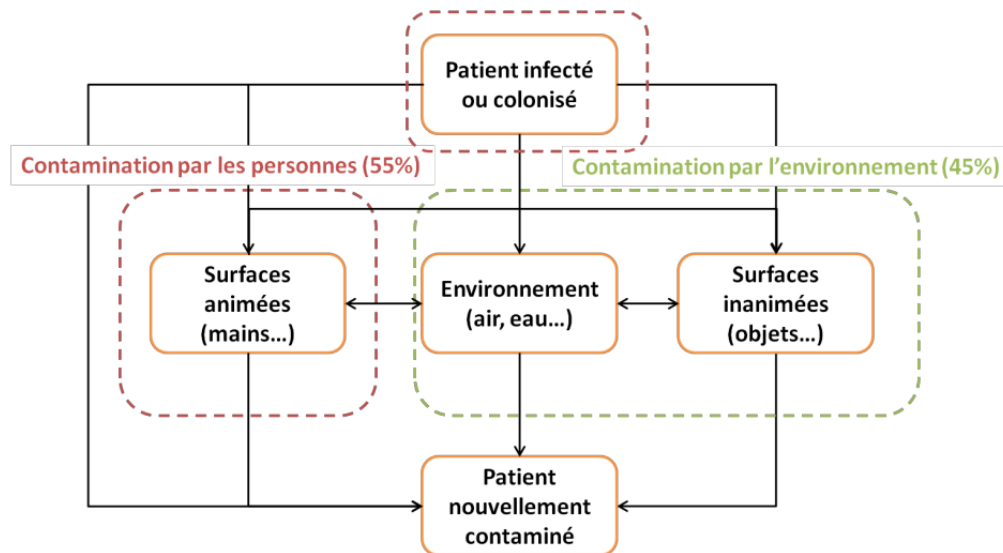 Patient infecté
ou colonisé
Contamination par les personnes (55%)
Contamination par l'environnement (45%)
Surfaces
animées
(mains...)
Environnement
(air, eau...)
Surfaces
inanimées
(objets...)
Patient
nouvellement
contaminé